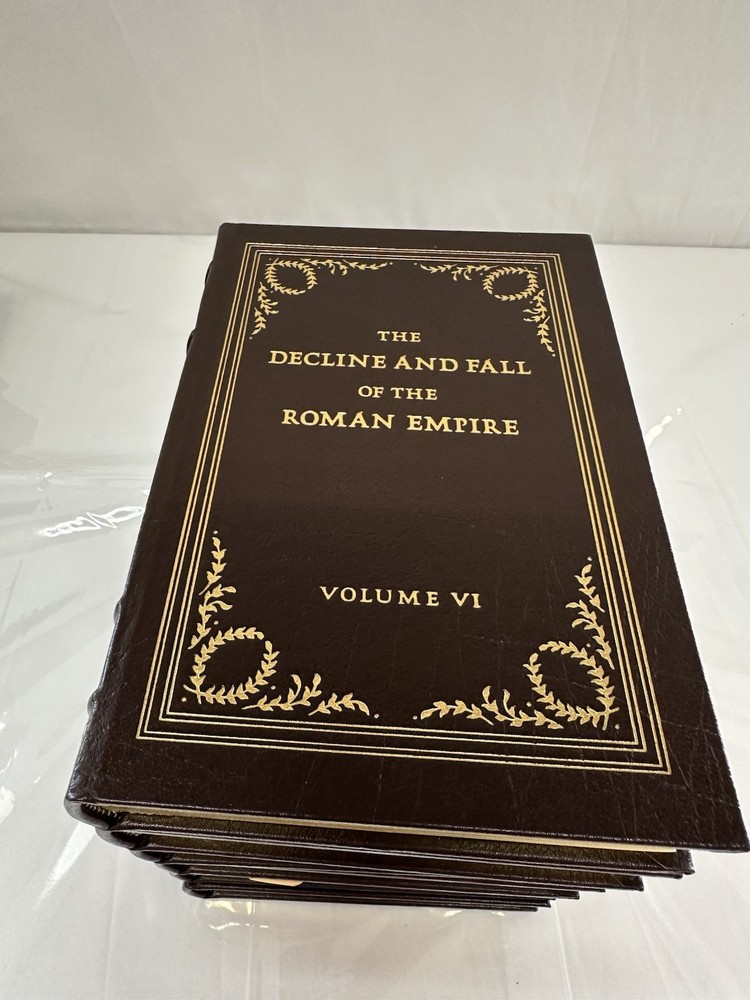 THE
DECLINE AND FALL
OF THE
ROMAN EMPIRE
VOLUME VI